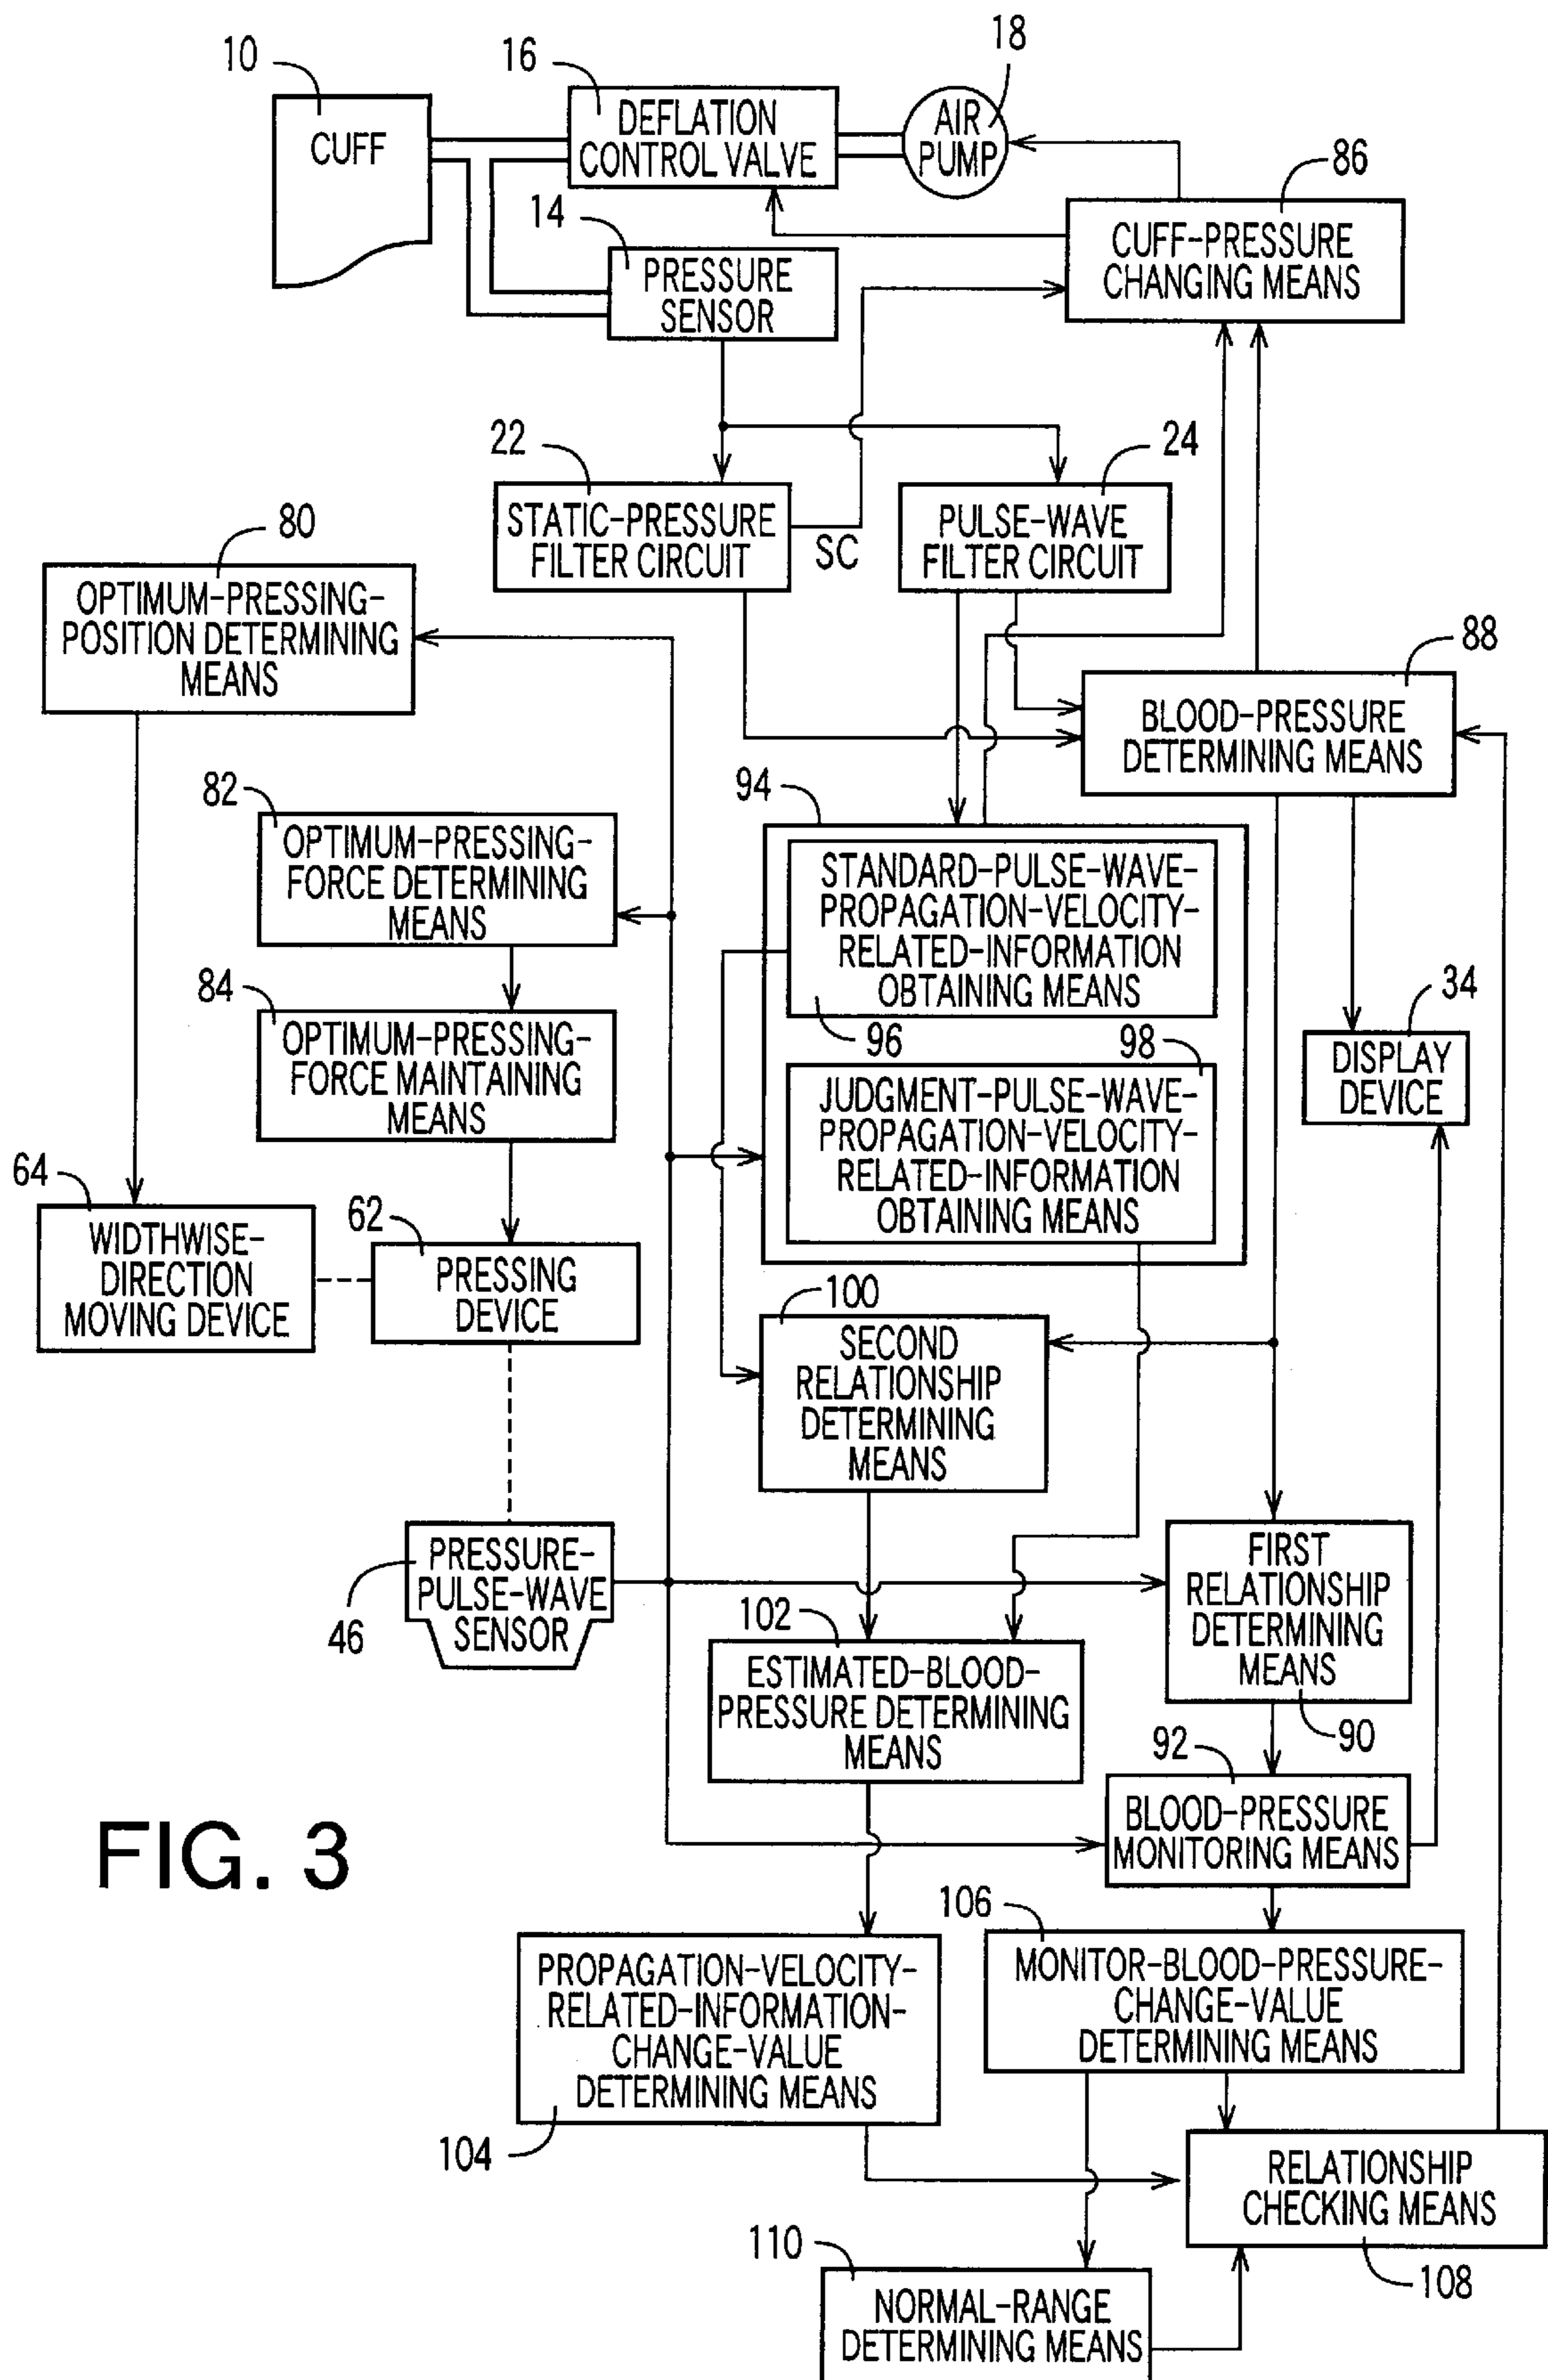 10
CUFF
16
DEFLATION
CONTROL VALVE
18
AIR
PUMP
14
PRESSURE
SENSOR
86
CUFF-PRESSURE
CHANGING MEANS
22
STATIC-PRESSURE
FILTER CIRCUIT
SC
24
PULSE-WAVE
FILTER CIRCUIT
80
OPTIMUM-PRESSING-
POSITION DETERMINING
MEANS
88
BLOOD-PRESSURE
DETERMINING MEANS
82
OPTIMUM-PRESSING-
FORCE DETERMINING
MEANS
94
STANDARD-PULSE-WAVE-
PROPAGATION-VELOCITY-
RELATED-INFORMATION
OBTAINING MEANS
96
98
JUDGMENT-PULSE-WAVE-
PROPAGATION-VELOCITY-
RELATED-INFORMATION
OBTAINING MEANS
34
DISPLAY
DEVICE
84
OPTIMUM-PRESSING-
FORCE MAINTAINING
MEANS
64
WIDTHWISE-
DIRECTION
MOVING DEVICE
62
PRESSING
DEVICE
100
SECOND
RELATIONSHIP
DETERMINING
MEANS
46
PRESSURE-
PULSE-WAVE
SENSOR
FIRST
RELATIONSHIP
DETERMINING
MEANS
90
102
ESTIMATED-BLOOD-
PRESSURE DETERMINING
MEANS
92
BLOOD-PRESSURE
MONITORING MEANS
FIG. 3
106
MONITOR-BLOOD-PRESSURE-
CHANGE-VALUE
DETERMINING MEANS
PROPAGATION-VELOCITY-
RELATED-INFORMATION-
CHANGE-VALUE
DETERMINING MEANS
104
RELATIONSHIP
CHECKING MEANS
108
110
NORMAL-RANGE
DETERMINING MEANS